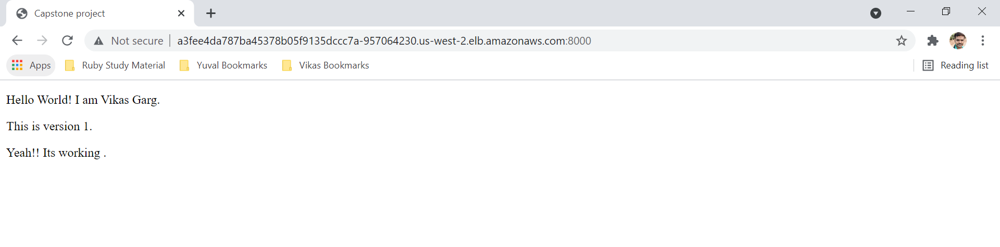 Capstone project
Not secure a3fee4da787ba45378b05f9135dccc7a-957064230.us-west-2.elb.amazonaws.com:8000
Apps Ruby Study Material Yuval Bookmarks Vikas Bookmarks Reading list
Hello World! I am Vikas Garg.
This is version 1.
Yeah!! Its working .